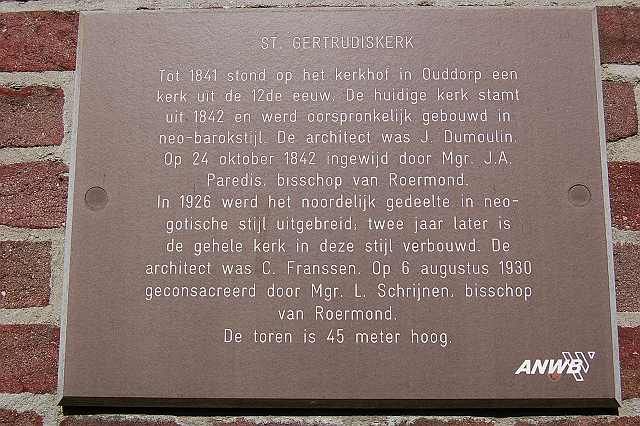 ST. GERTRUDISKERK
Tot 1841 stond op het kerkhof in Ouddorp een
kerk uit de 12de eeuw. De huidige kerk stamt
uit 1842 en werd oorspronkelijk gebouwd in
neo-barokstijl. De architect was J. Dumoulin.
Op 24 oktober 1842 ingewijd door Mgr. J.A.
Paredis, bisschop van Roermond.
In 1926 werd het noordelijk gedeelte in neo-
gotische stijl uitgebreid, twee jaar later is
de gehele kerk in deze stijl verbouwd. De
architect was C. Franssen. Op 6 augustus 1930
geconsacreerd door Mgr. L. Schrijnen, bisschop
van Roermond.
De toren is 45 meter hoog.
ANWB